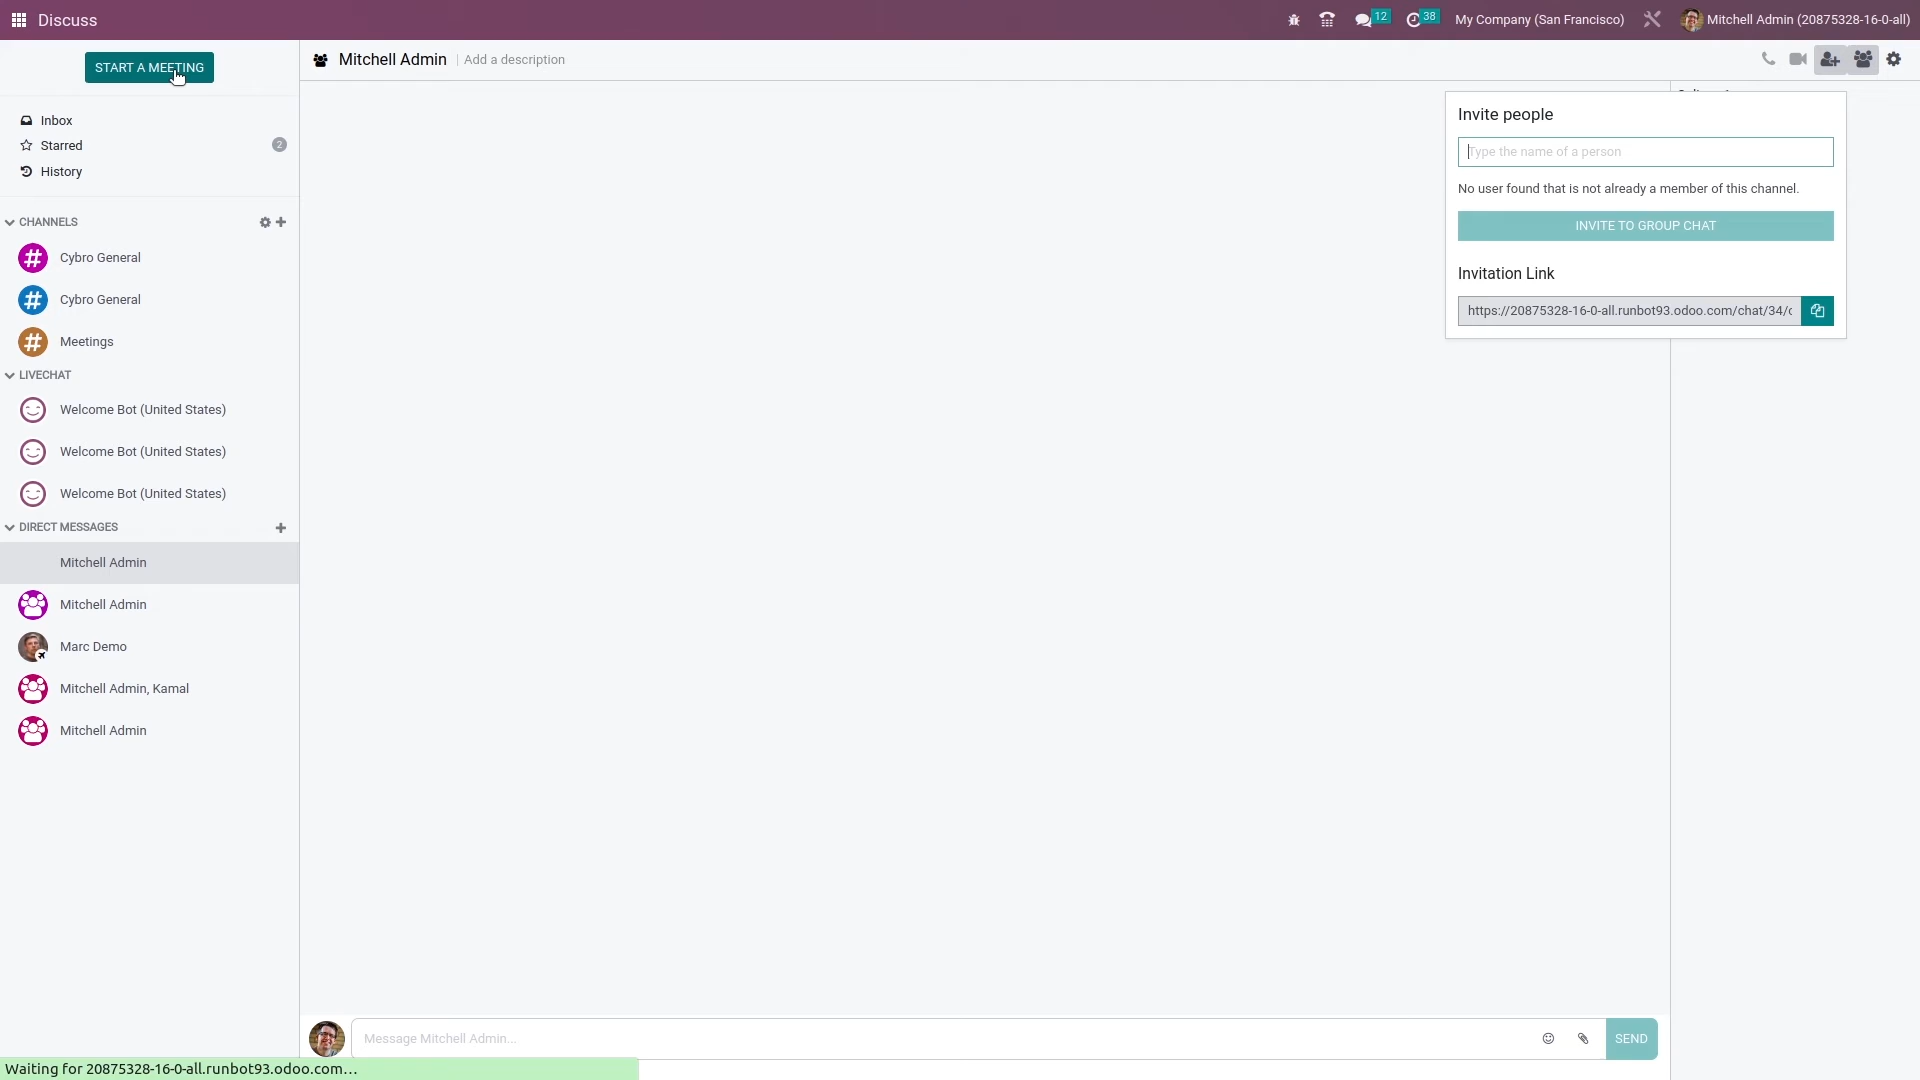 Discuss
12
38
My Company (San Francisco)
Mitchell Admin (20875328-16-0-all)
START A MEETING
Inbox
Starred
2
History
CHANNELS
Cybro General
Cybro General
Meetings
LIVECHAT
Welcome Bot (United States)
Welcome Bot (United States)
Welcome Bot (United States)
DIRECT MESSAGES
Mitchell Admin
Mitchell Admin
Marc Demo
Mitchell Admin, Kamal
Mitchell Admin
Mitchell Admin
Add a description
Invite people
Type the name of a person
No user found that is not already a member of this channel.
INVITE TO GROUP CHAT
Invitation Link
https://20875328-16-0-all.runbot93.odoo.com/chat/34/
Message Mitchell Admin...
SEND
Waiting for 20875328-16-0-all.runbot93.odoo.com…